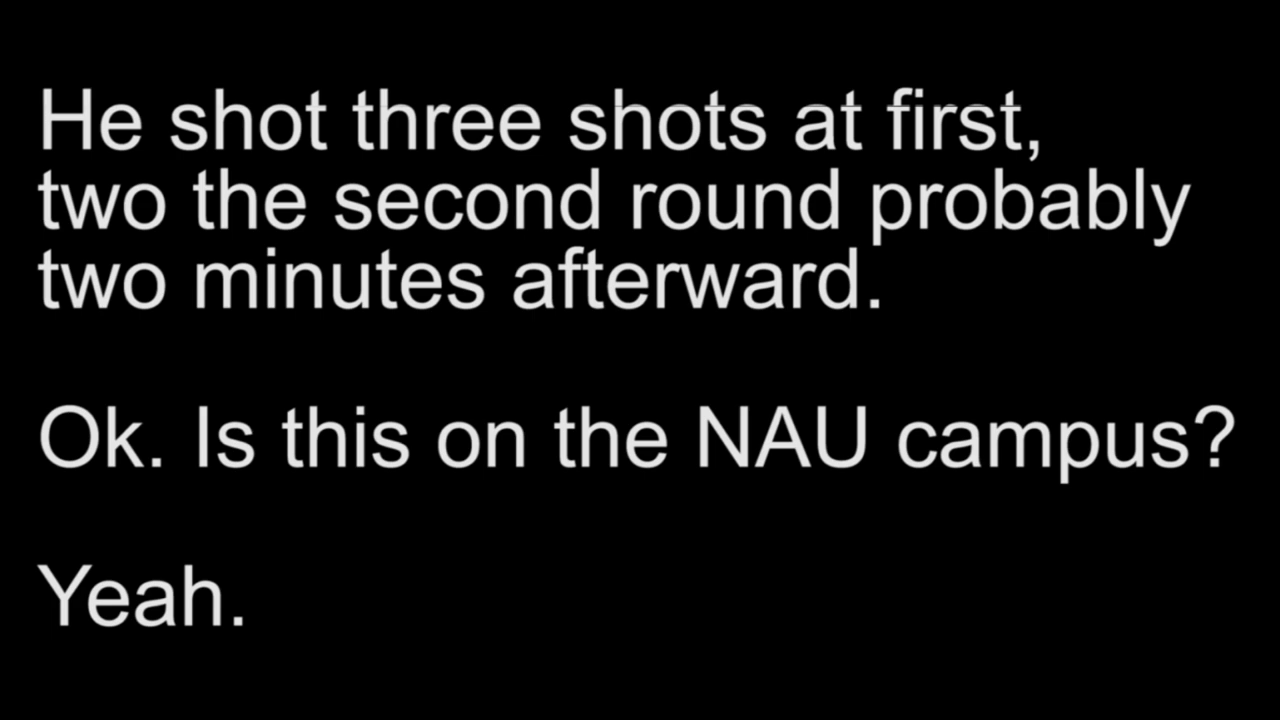 He shot three shots at first,
two the second round probably
two minutes afterward.
Ok. Is this on the NAU campus?
Yeah.